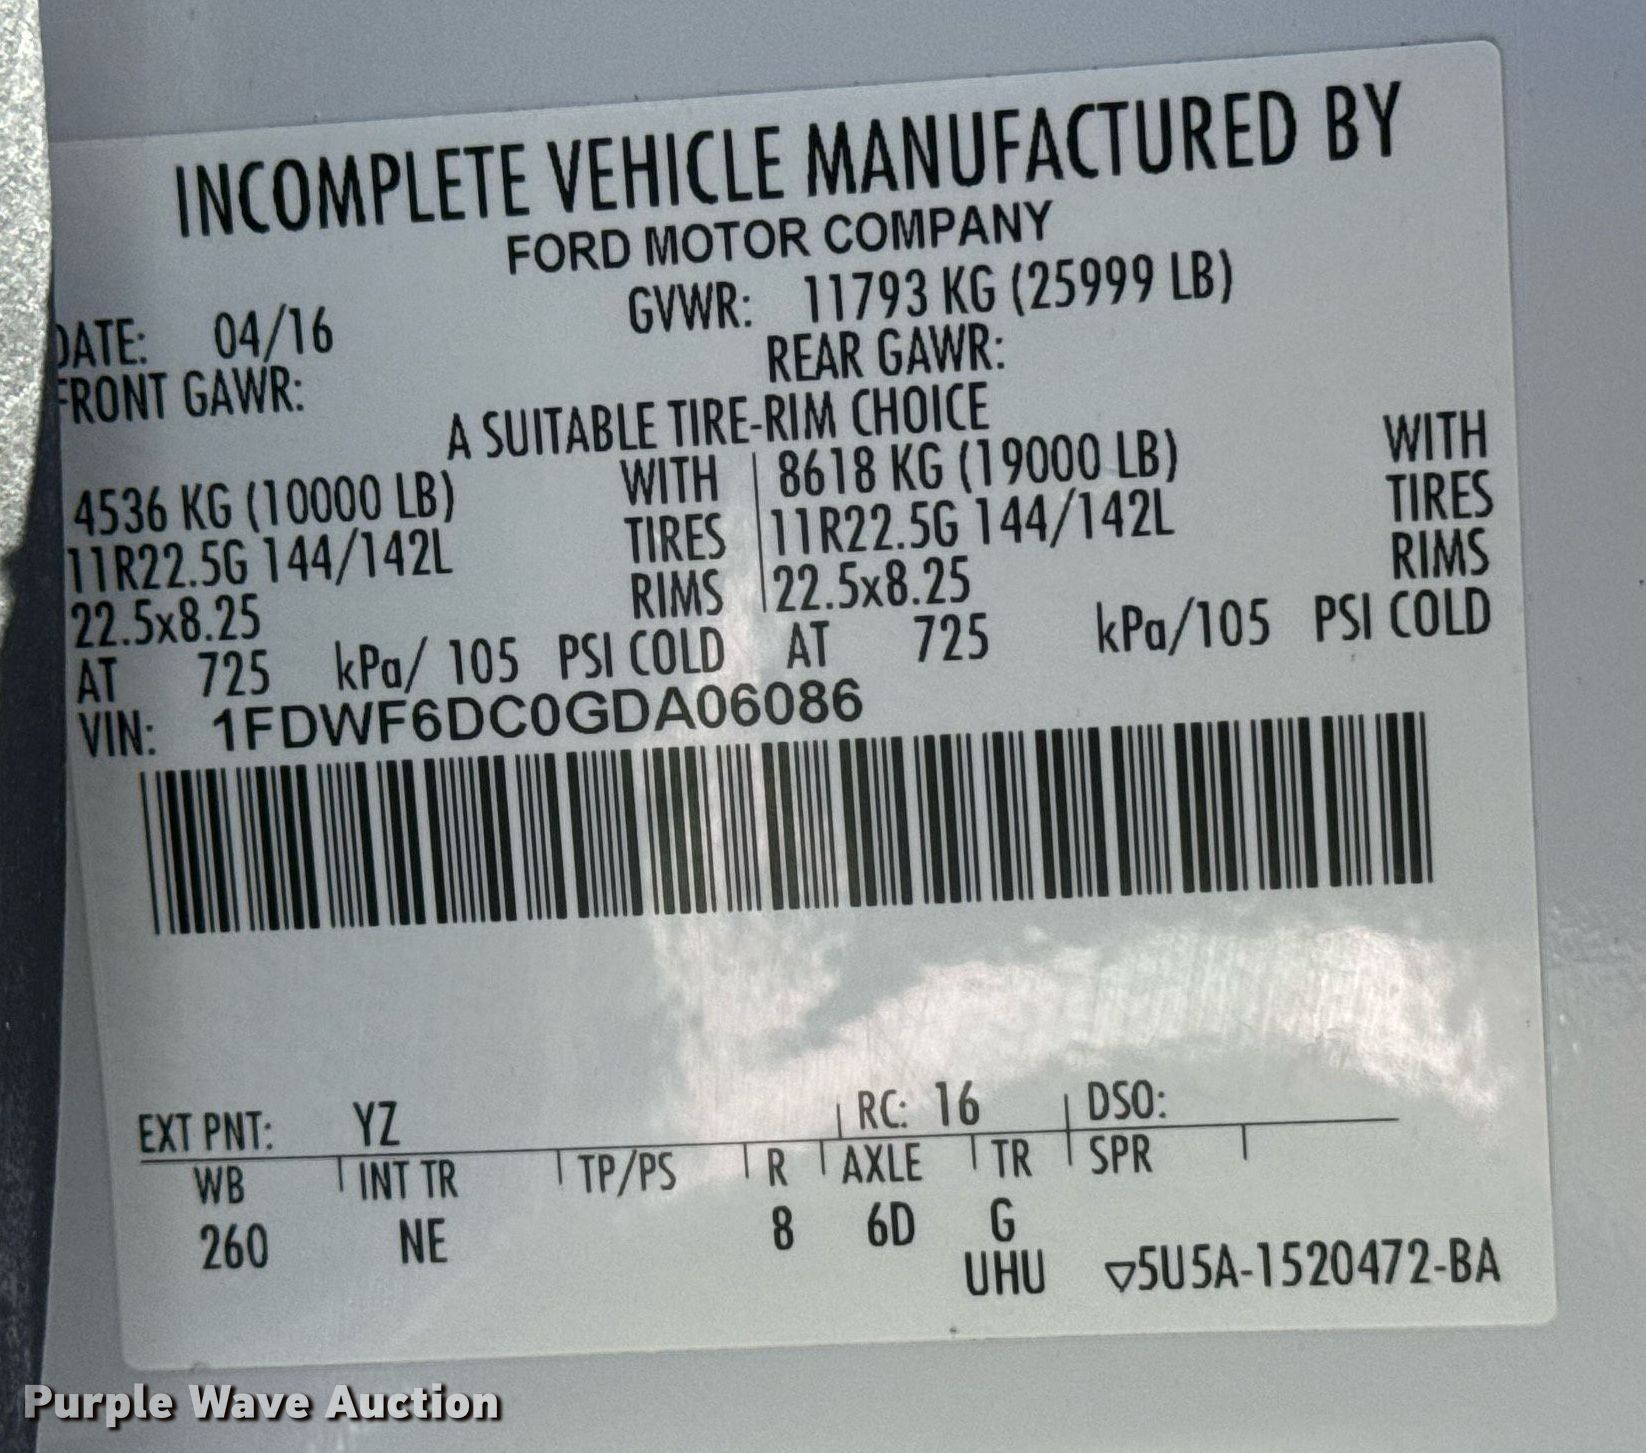 INCOMPLETE VEHICLE MANUFACTURED BY
FORD MOTOR COMPANY
DATE: 04/16 GVWR: 11793 KG (25999 LB)
FRONT GAWR: REAR GAWR:
A SUITABLE TIRE-RIM CHOICE
4536 KG (10000 LB) WITH 8618 KG (19000 LB) WITH
11R22.5G 144/142L TIRES 11R22.5G 144/142L TIRES
22.5x8.25 RIMS 22.5x8.25 RIMS
AT 725 kPa/ 105 PSI COLD AT 725 kPa/105 PSI COLD
VIN: 1FDWF6DC0GDA06086
EXT PNT: YZ RC: 16 DSO:
WB INT TR TP/PS R AXLE TR SPR
260 NE 8 6D G
UHU ▽5U5A-1520472-BA
Purple Wave Auction